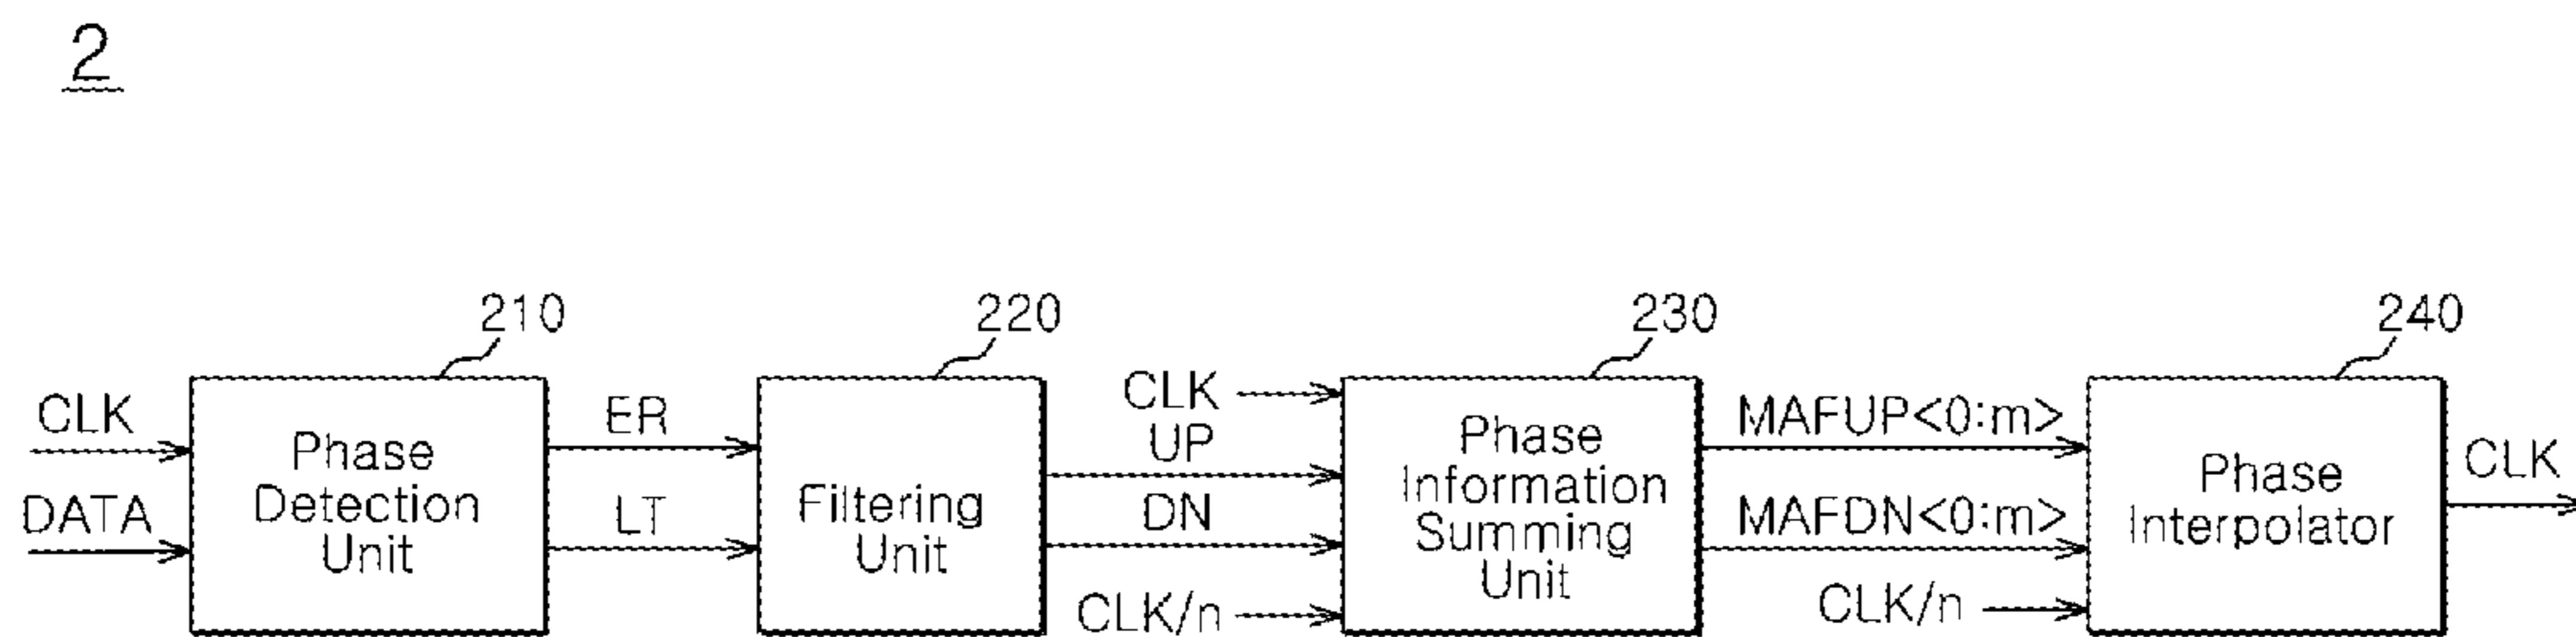 2
210
220
230
240
CLK
DATA
Phase
Detection
Unit
ER
LT
Filtering
Unit
CLK
UP
DN
CLK/n
Phase
Information
Summing
Unit
MAFUP<0:m>
MAFDN<0:m>
CLK/n
Phase
Interpolator
CLK